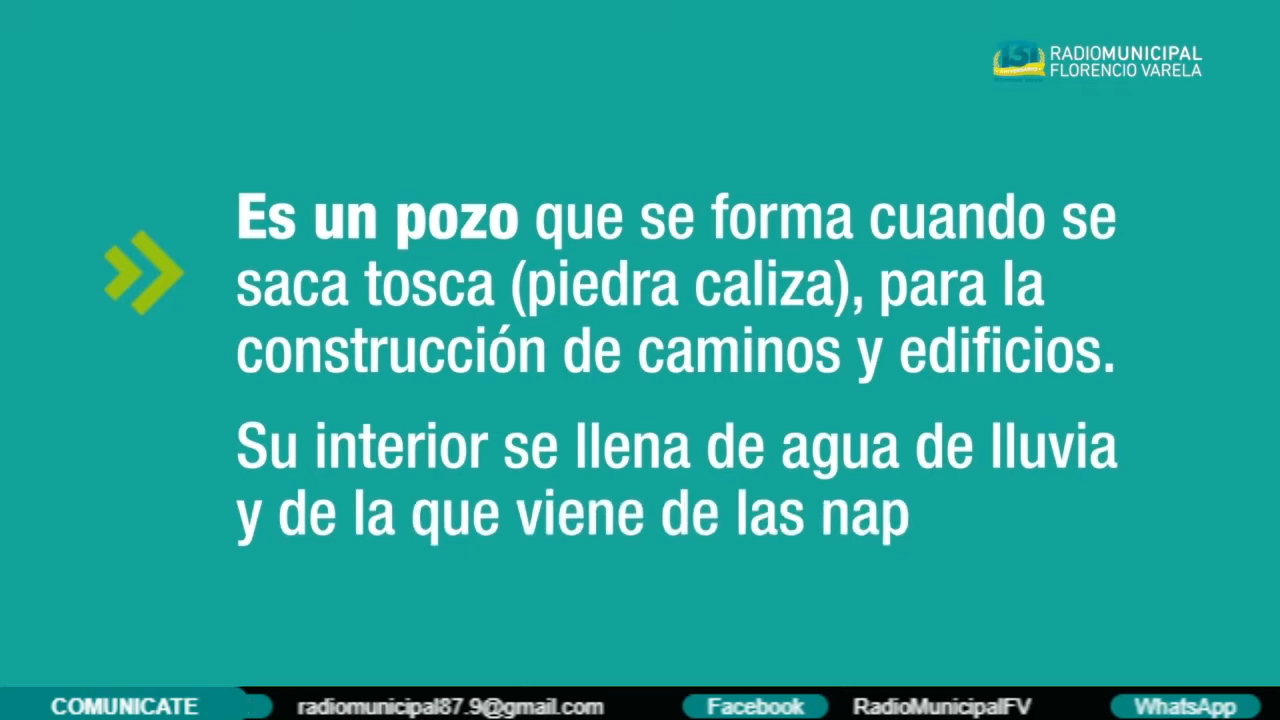 RADIOMUNICIPAL
FLORENCIO VARELA
Es un pozo que se forma cuando se
saca tosca (piedra caliza), para la
construcción de caminos y edificios.
Su interior se llena de agua de lluvia
y de la que viene de las nap
COMUNICATE radiomunicipal87.9@gmail.com Facebook RadioMunicipalFV WhatsApp